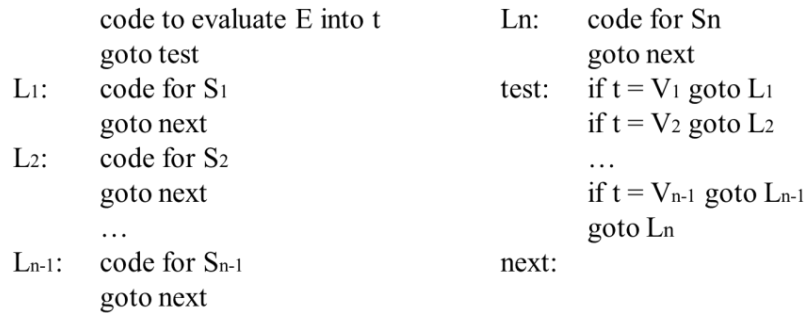 code to evaluate E into t
goto test
L1: code for S1
goto next
L2: code for S2
goto next
…
Ln-1: code for Sn-1
goto next
Ln: code for Sn
goto next
test: if t = V1 goto L1
if t = V2 goto L2
…
if t = Vn-1 goto Ln-1
goto Ln
next: